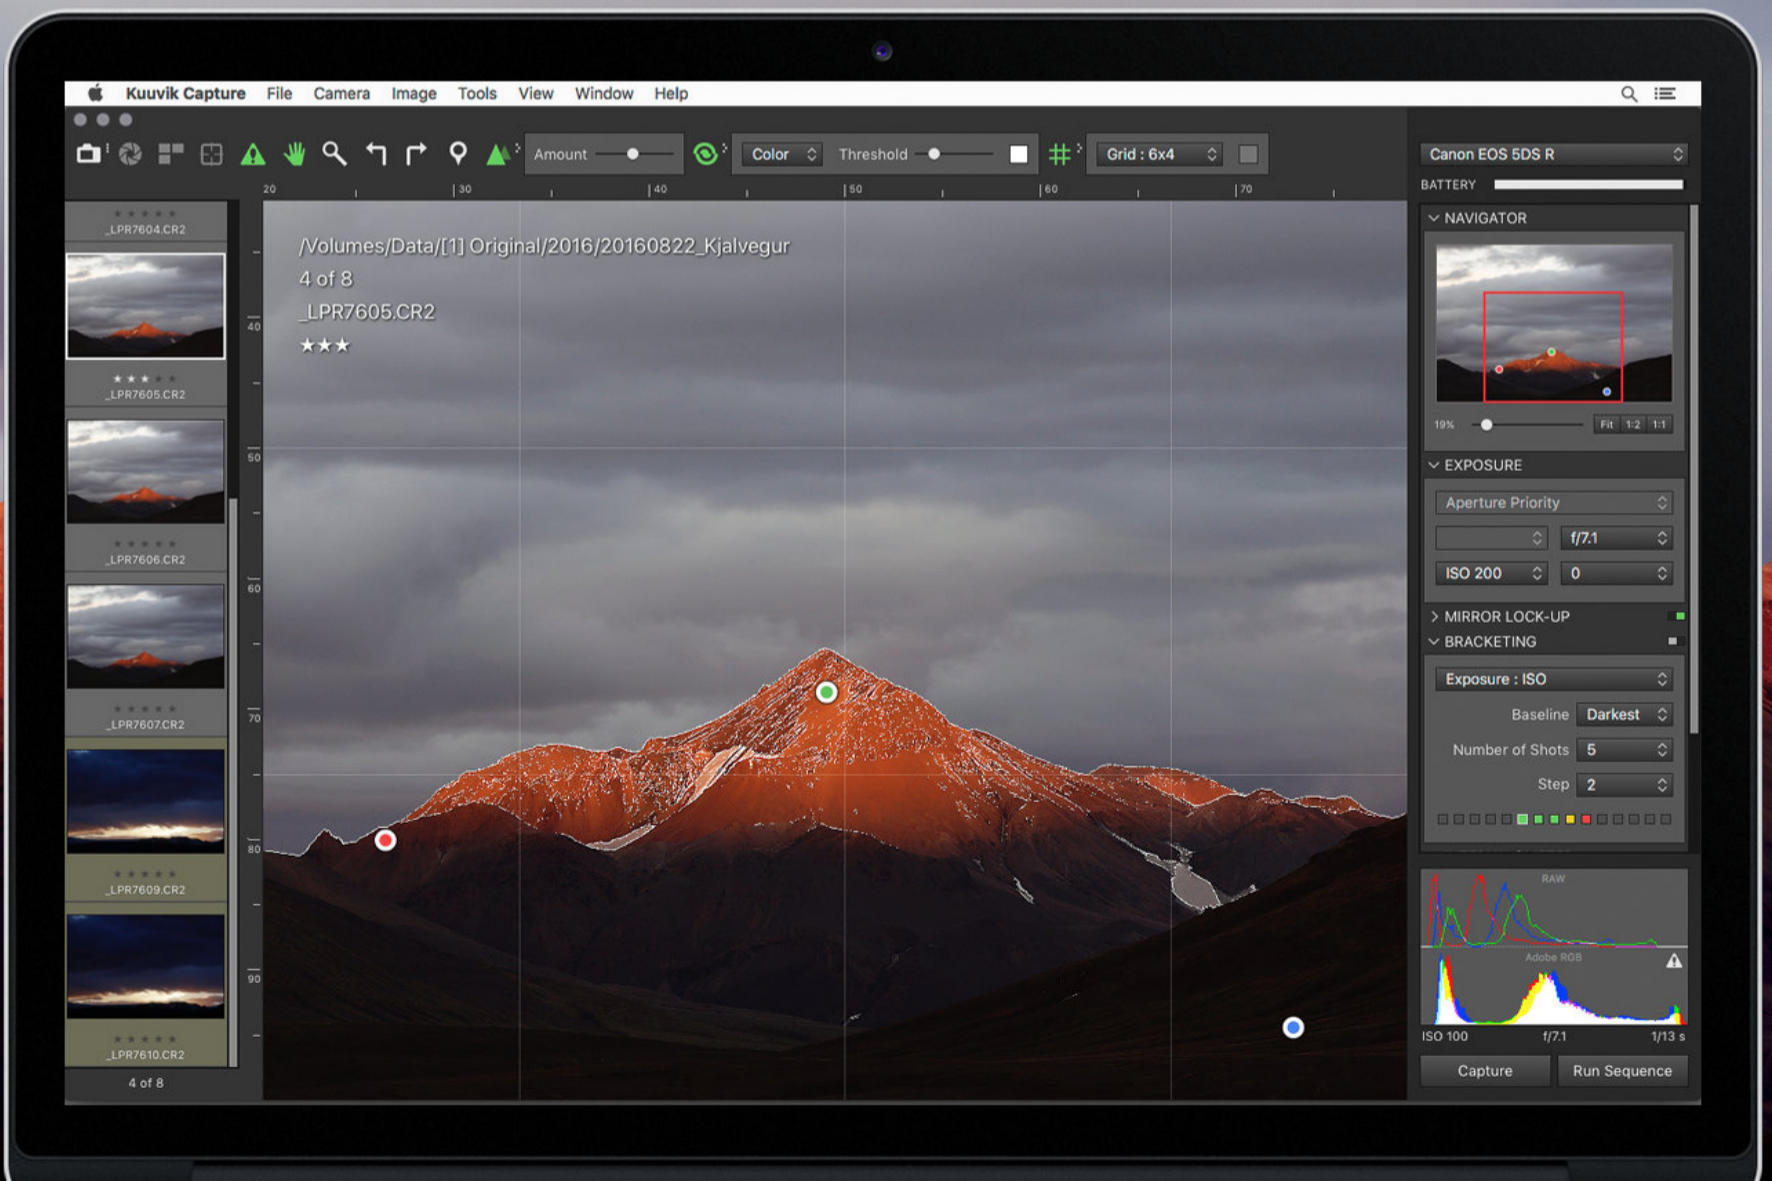 Kuuvik Capture File Camera Image Tools View Window Help
Amount Color Threshold Grid : 6x4
Canon EOS 5DS R
BATTERY
20 30 40 50 60 70
40
50
60
70
80
90
_LPR7604.CR2
★★★★★
_LPR7605.CR2
★★★★★
_LPR7606.CR2
★★★★★
_LPR7607.CR2
★★★★★
_LPR7609.CR2
★★★★★
_LPR7610.CR2
4 of 8
/Volumes/Data/[1] Original/2016/20160822_Kjalvegur
4 of 8
_LPR7605.CR2
★★★
NAVIGATOR
19% Fit 1:2 1:1
EXPOSURE
Aperture Priority
f/7.1
ISO 200 0
MIRROR LOCK-UP
BRACKETING
Exposure : ISO
Baseline Darkest
Number of Shots 5
Step 2
RAW
Adobe RGB
ISO 100 f/7.1 1/13 s
Capture Run Sequence